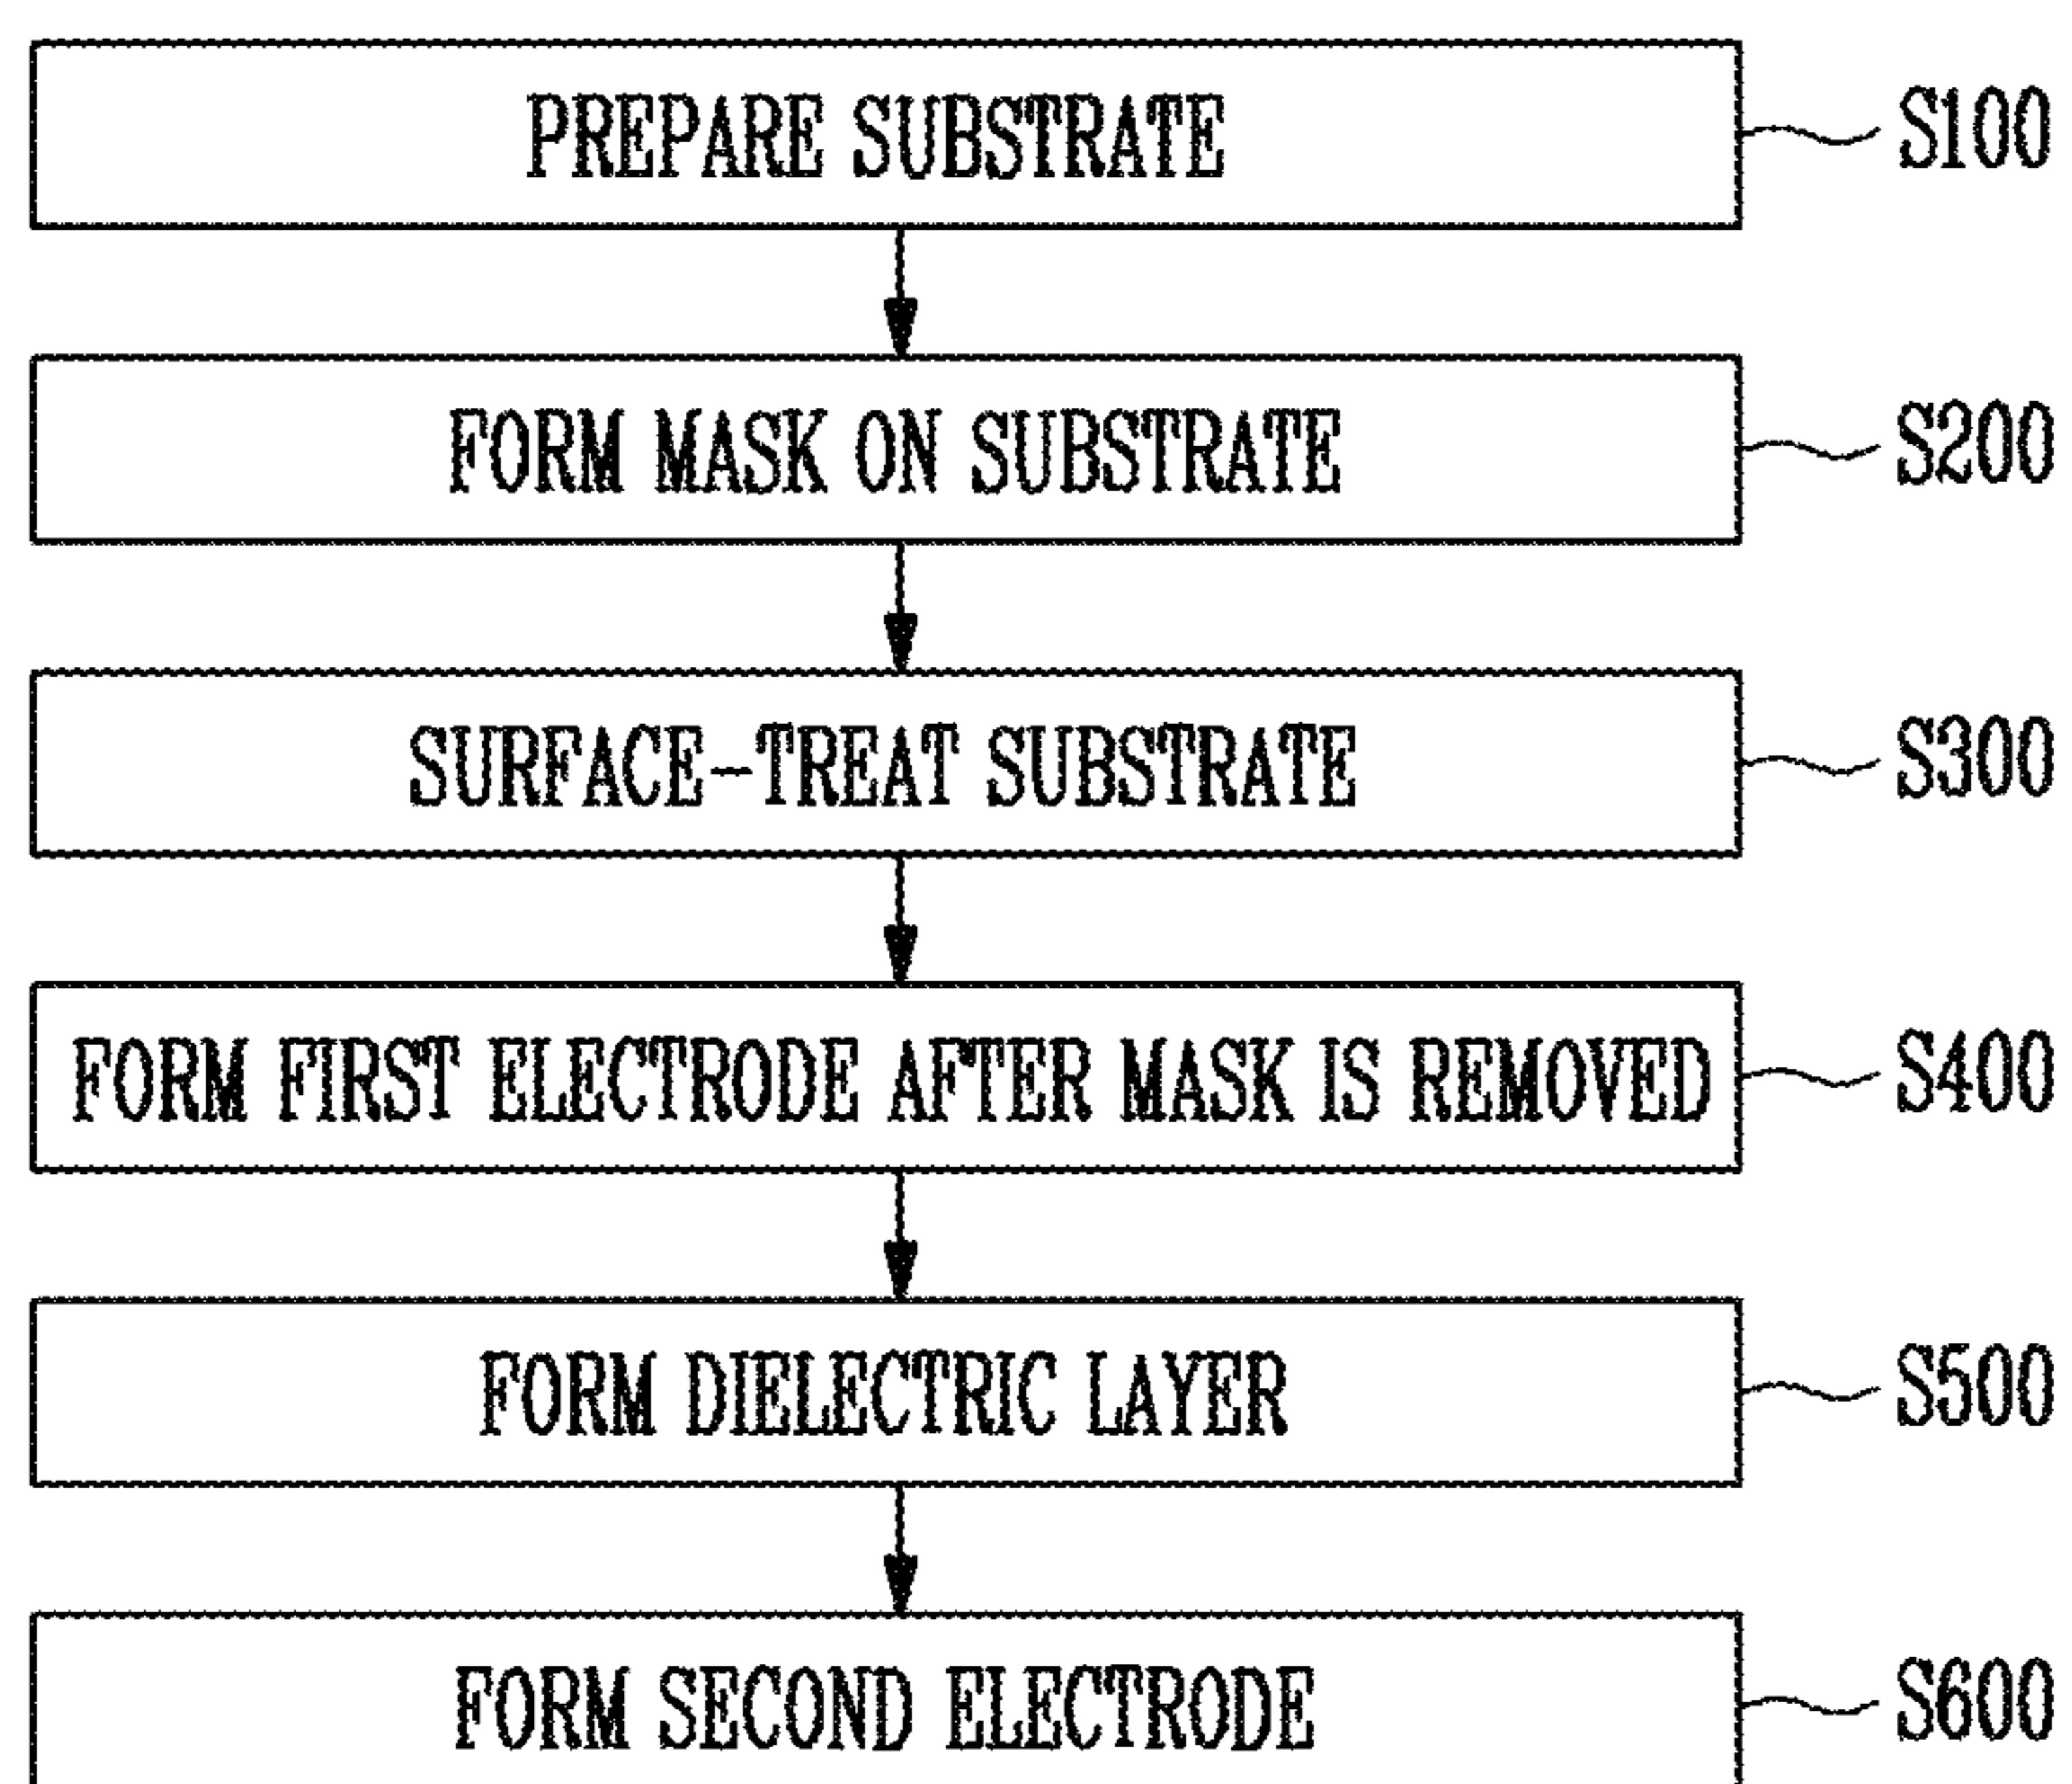 PREPARE SUBSTRATE S100
FORM MASK ON SUBSTRATE S200
SURFACE-TREAT SUBSTRATE S300
FORM FIRST ELECTRODE AFTER MASK IS REMOVED S400
FORM DIELECTRIC LAYER S500
FORM SECOND ELECTRODE S600